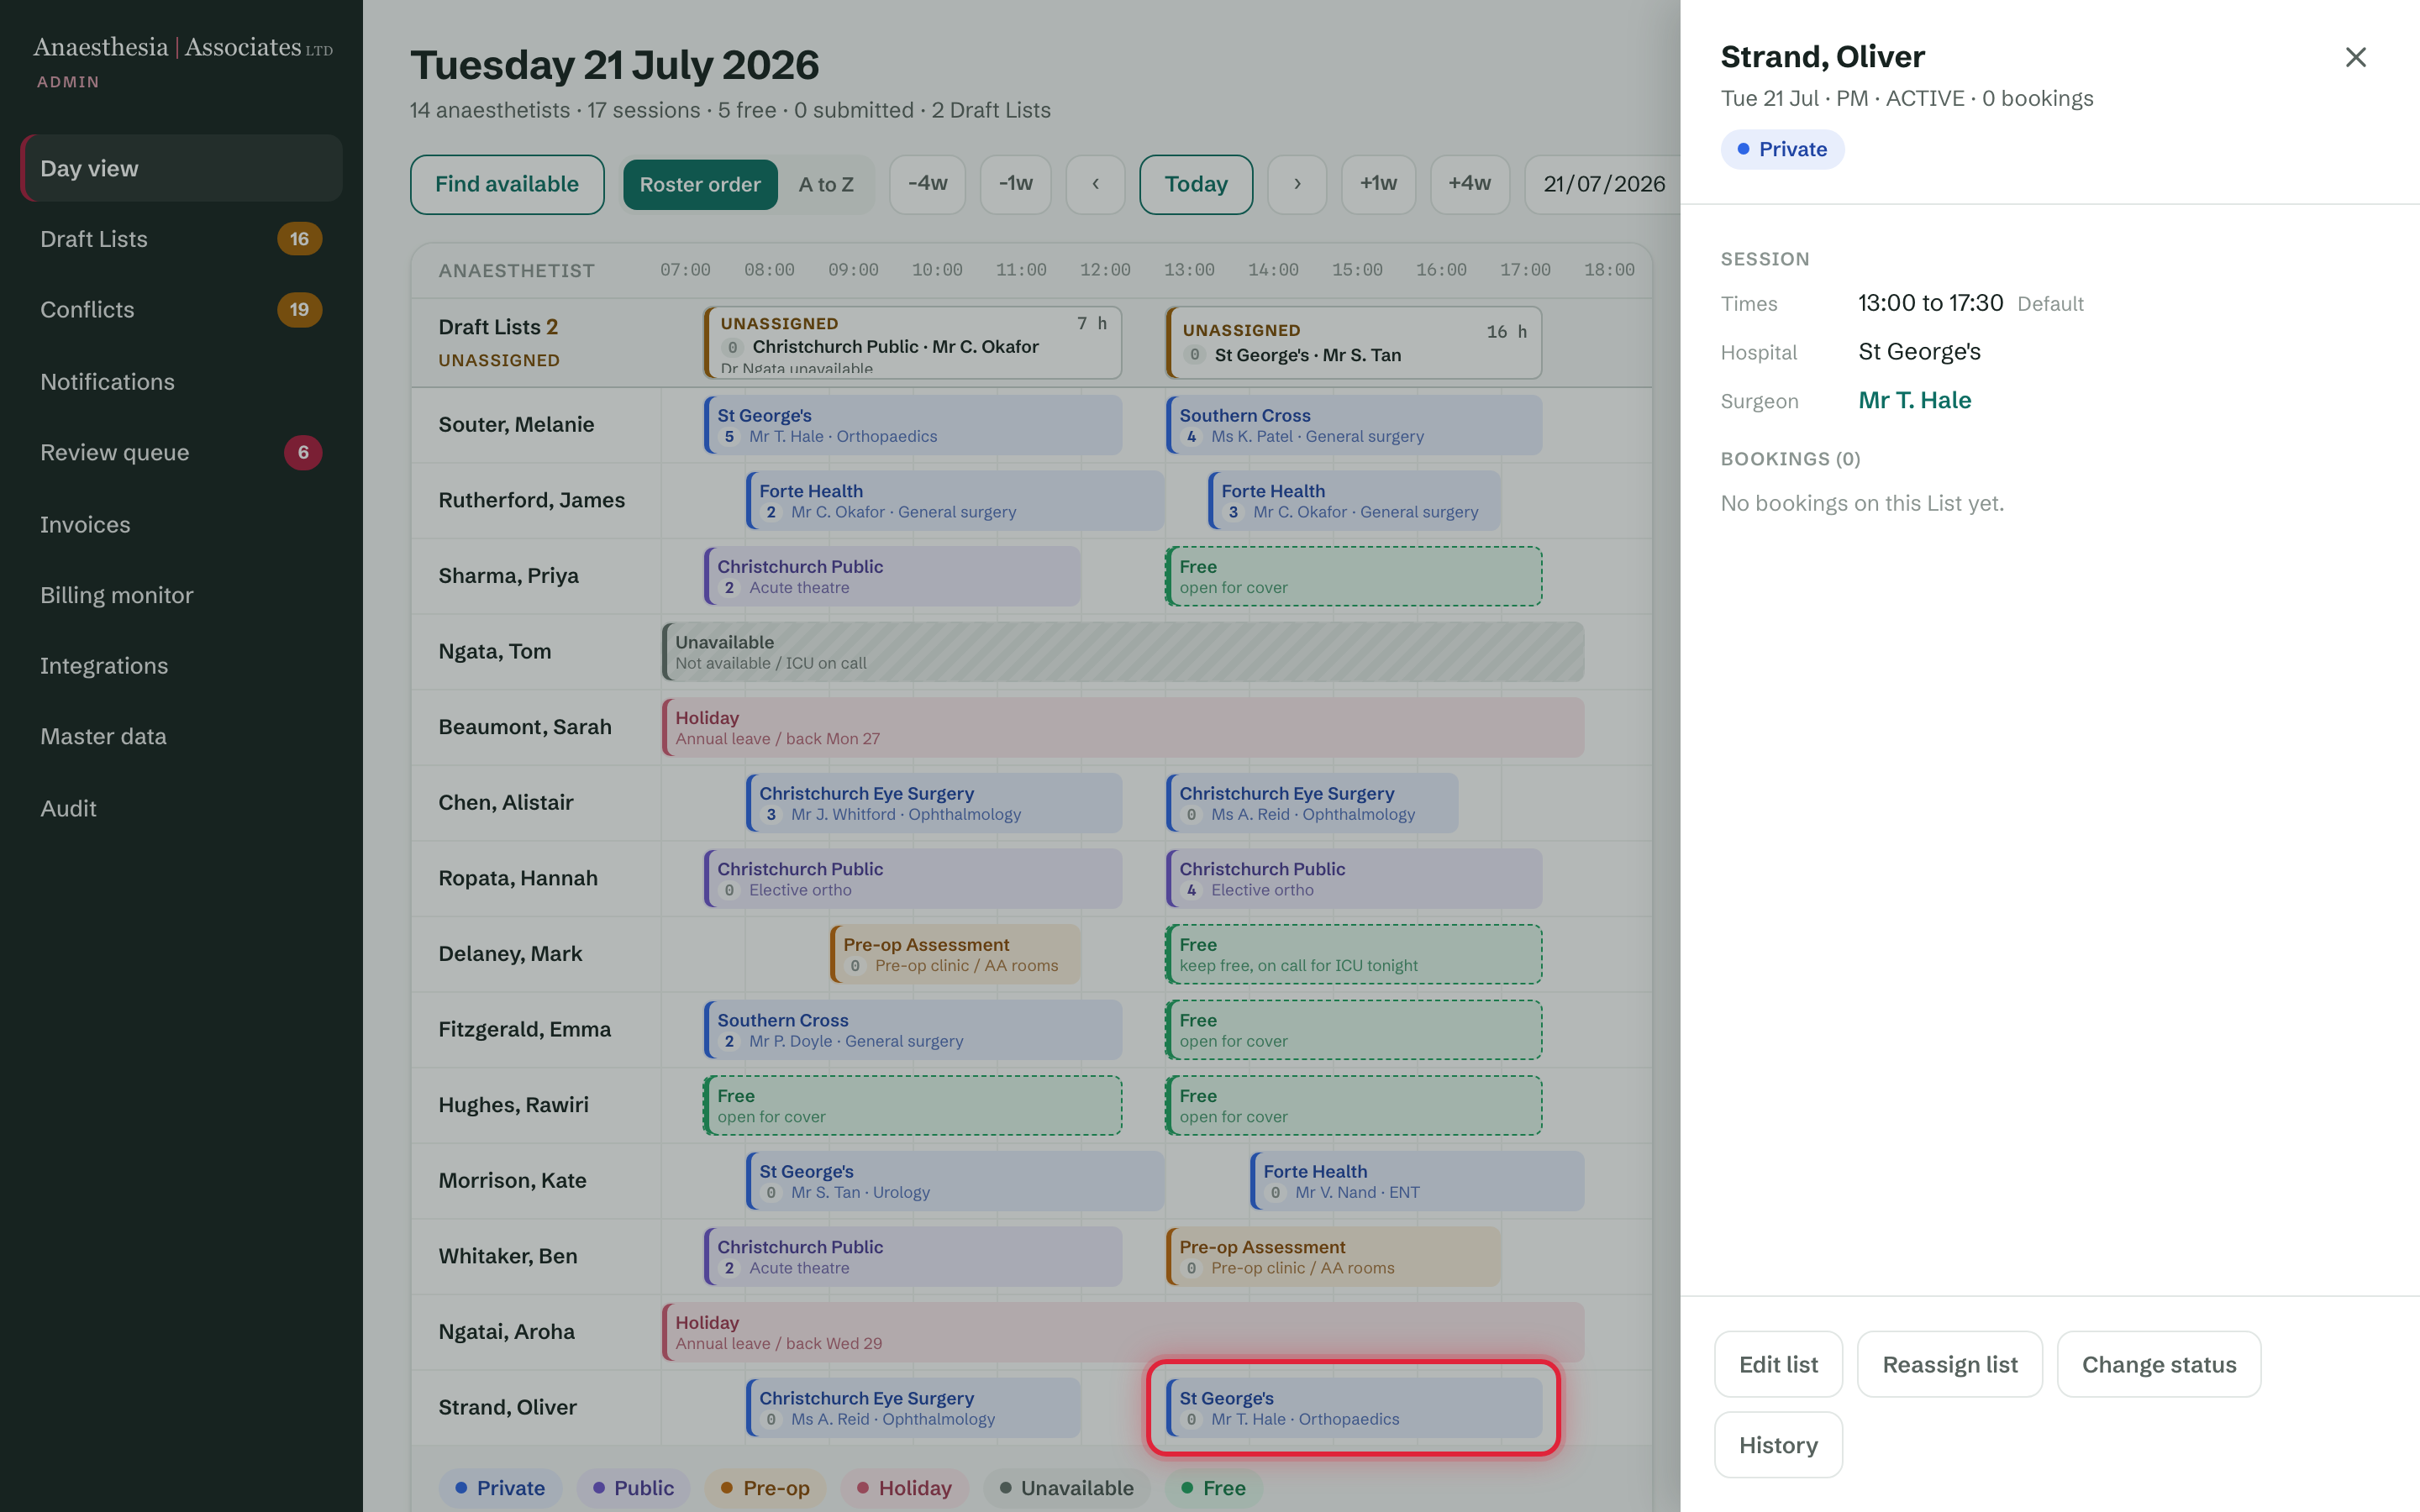 Anaesthesia | Associates LTD
ADMIN
Day view
Draft Lists 16
Conflicts 19
Notifications
Review queue 6
Invoices
Billing monitor
Integrations
Master data
Audit
Tuesday 21 July 2026
14 anaesthetists · 17 sessions · 5 free · 0 submitted · 2 Draft Lists
Find available Roster order A to Z -4w -1w ‹ Today › +1w +4w 21/07/2026
ANAESTHETIST 07:00 08:00 09:00 10:00 11:00 12:00 13:00 14:00 15:00 16:00 17:00 18:00
Draft Lists 2
UNASSIGNED
UNASSIGNED 7 h
0 Christchurch Public · Mr C. Okafor
Dr Ngata unavailable
UNASSIGNED 16 h
0 St George's · Mr S. Tan
Souter, Melanie
St George's
5 Mr T. Hale · Orthopaedics
Southern Cross
4 Ms K. Patel · General surgery
Rutherford, James
Forte Health
2 Mr C. Okafor · General surgery
Forte Health
3 Mr C. Okafor · General surgery
Sharma, Priya
Christchurch Public
2 Acute theatre
Free
open for cover
Ngata, Tom
Unavailable
Not available / ICU on call
Beaumont, Sarah
Holiday
Annual leave / back Mon 27
Chen, Alistair
Christchurch Eye Surgery
3 Mr J. Whitford · Ophthalmology
Christchurch Eye Surgery
0 Ms A. Reid · Ophthalmology
Ropata, Hannah
Christchurch Public
0 Elective ortho
Christchurch Public
4 Elective ortho
Delaney, Mark
Pre-op Assessment
0 Pre-op clinic / AA rooms
Free
keep free, on call for ICU tonight
Fitzgerald, Emma
Southern Cross
2 Mr P. Doyle · General surgery
Free
open for cover
Hughes, Rawiri
Free
open for cover
Free
open for cover
Morrison, Kate
St George's
0 Mr S. Tan · Urology
Forte Health
0 Mr V. Nand · ENT
Whitaker, Ben
Christchurch Public
2 Acute theatre
Pre-op Assessment
0 Pre-op clinic / AA rooms
Ngatai, Aroha
Holiday
Annual leave / back Wed 29
Strand, Oliver
Christchurch Eye Surgery
0 Ms A. Reid · Ophthalmology
St George's
0 Mr T. Hale · Orthopaedics
Private Public Pre-op Holiday Unavailable Free
Strand, Oliver
Tue 21 Jul · PM · ACTIVE · 0 bookings
Private
SESSION
Times 13:00 to 17:30 Default
Hospital St George's
Surgeon Mr T. Hale
BOOKINGS (0)
No bookings on this List yet.
Edit list Reassign list Change status
History